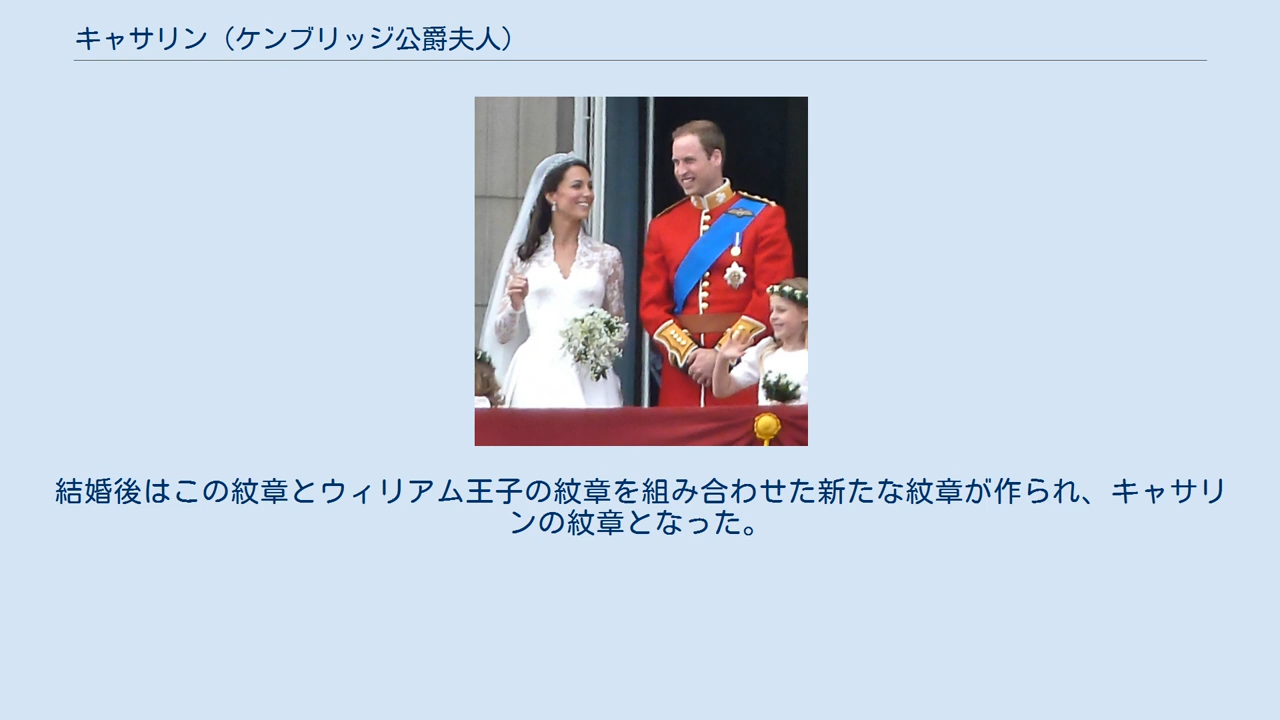 キャサリン（ケンブリッジ公爵夫人）
結婚後はこの紋章とウィリアム王子の紋章を組み合わせた新たな紋章が作られ、キャサリ
ンの紋章となった。